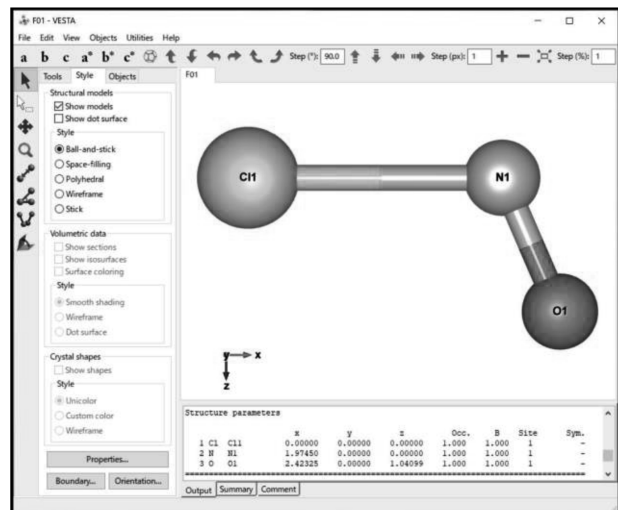 F01 - VESTA
File Edit View Objects Utilities Help
a b c a* b* c* Step (°): 90.0 Step (px): 1 Step (%): 1
Tools Style Objects
F01
Structural models
Show models
Show dot surface
Style
Ball-and-stick
Space-filling
Polyhedral
Wireframe
Stick
Volumetric data
Show sections
Show isosurfaces
Surface coloring
Style
Smooth shading
Wireframe
Dot surface
Crystal shapes
Show shapes
Style
Unicolor
Custom color
Wireframe
Properties...
Boundary... Orientation...
Cl1 N1
O1
y x
z
Structure parameters
x y z Occ. B Site Sym.
1 Cl Cl1 0.00000 0.00000 0.00000 1.000 1.000 1 -
2 N N1 1.97450 0.00000 0.00000 1.000 1.000 1 -
3 O O1 2.42325 0.00000 1.04099 1.000 1.000 1 -
Output Summary Comment